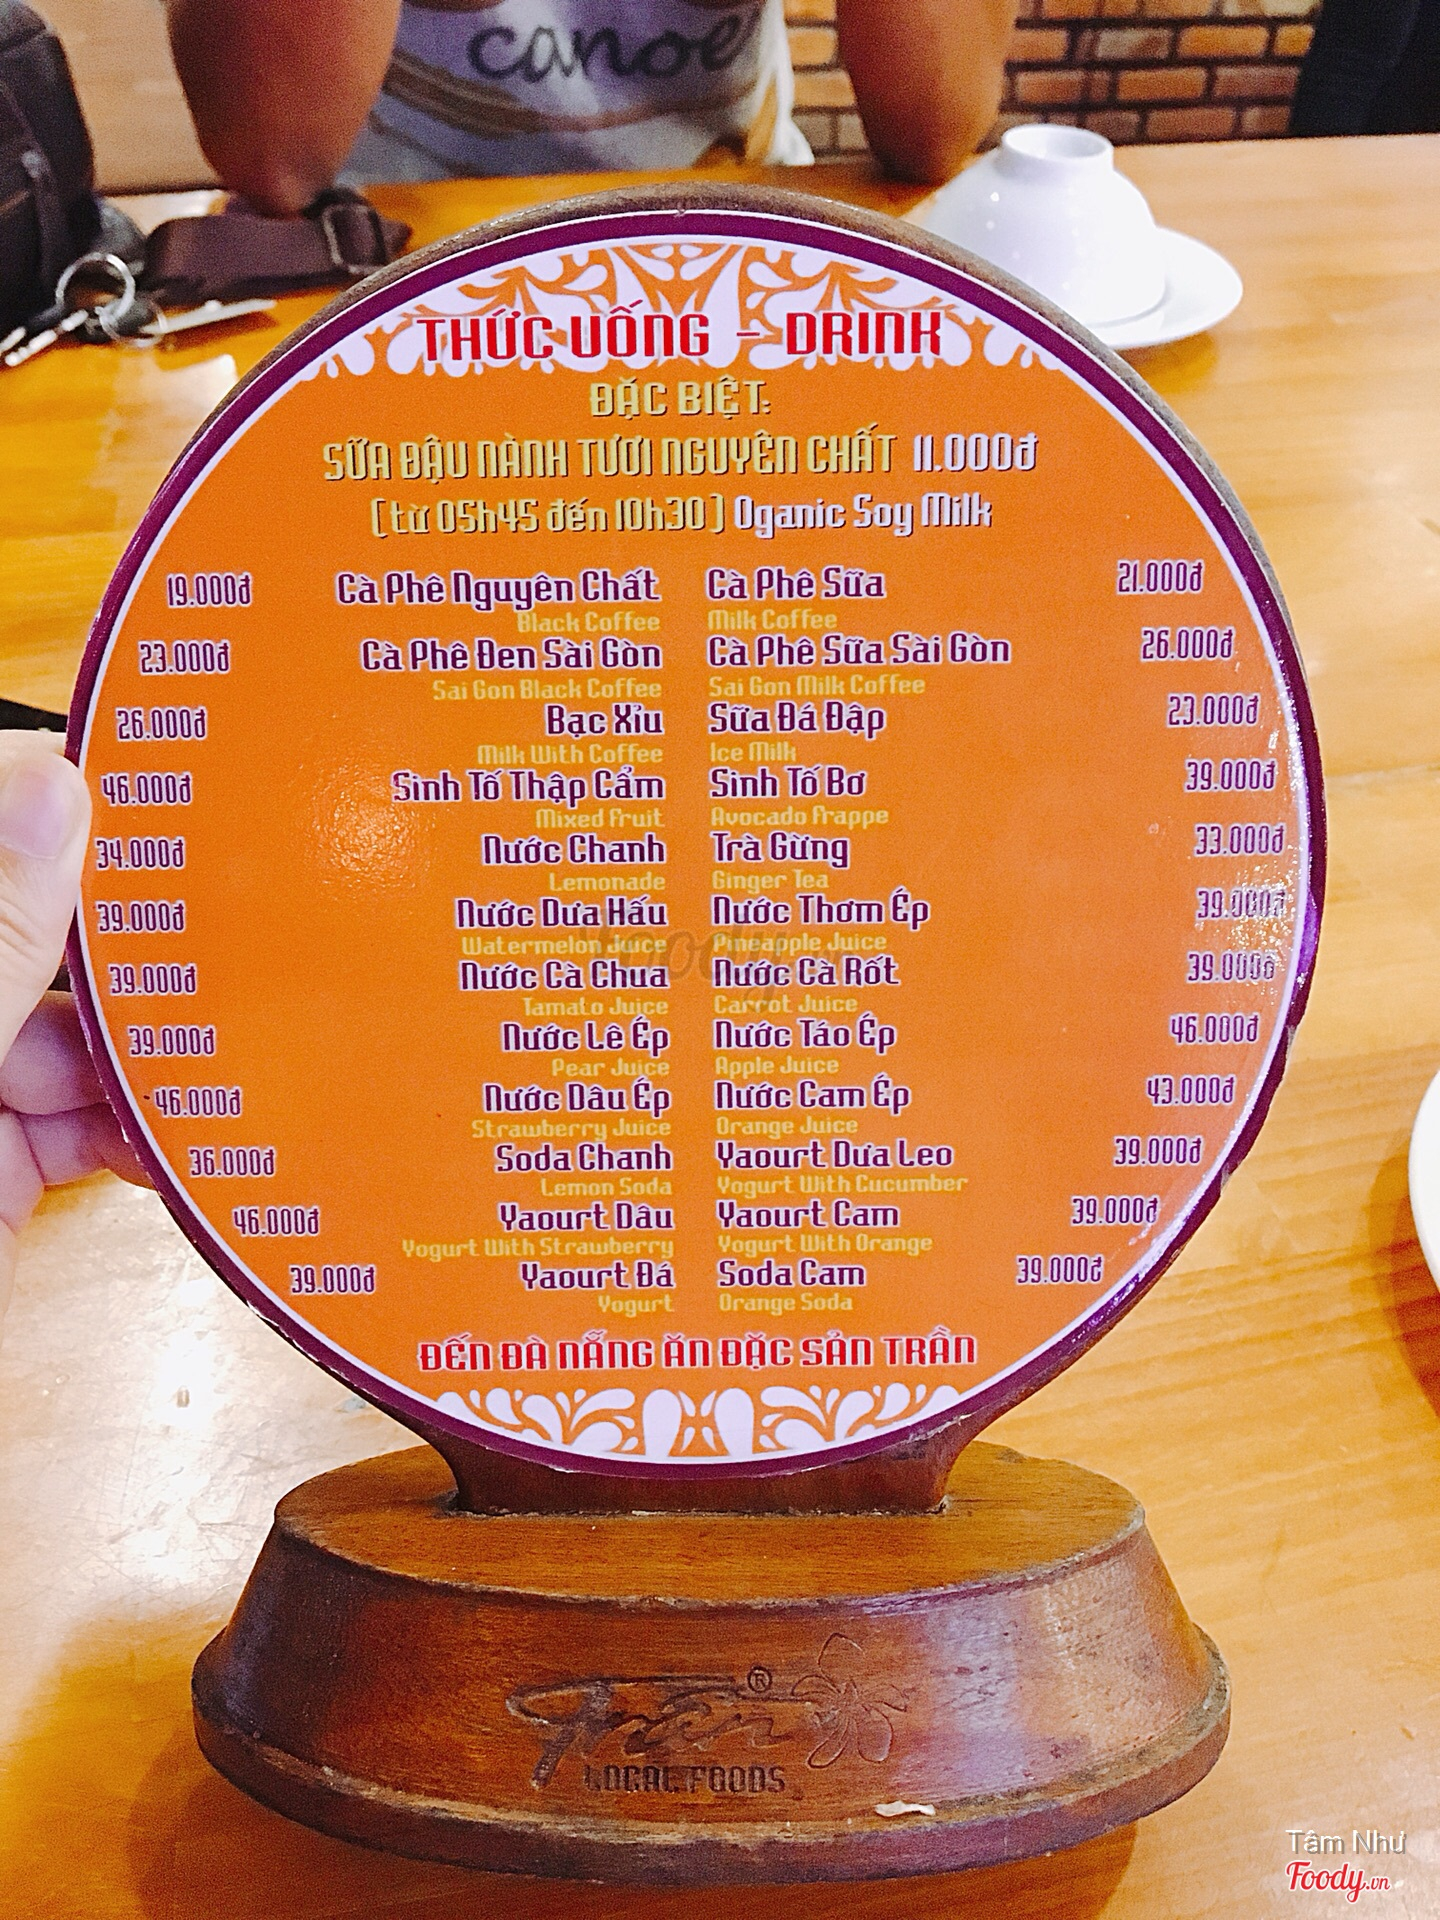 canoe
THỨC UỐNG - DRINK
ĐẶC BIỆT:
SỮA ĐẬU NÀNH TƯƠI NGUYÊN CHẤT 11.000đ
(từ 05h45 đến 10h30) Oganic Soy Milk
19.000đ Cà Phê Nguyên Chất Cà Phê Sữa 21.000đ
Black Coffee Milk Coffee
23.000đ Cà Phê Đen Sài Gòn Cà Phê Sữa Sài Gòn 26.000đ
Sai Gon Black Coffee Sai Gon Milk Coffee
26.000đ Bạc Xỉu Sữa Đá Đập 23.000đ
Milk With Coffee Ice Milk
46.000đ Sinh Tố Thập Cẩm Sinh Tố Bơ 39.000đ
Mixed Fruit Avocado Frappe
34.000đ Nước Chanh Trà Gừng 33.000đ
Lemonade Ginger Tea
39.000đ Nước Dưa Hấu Nước Thơm Ép 39.000đ
Watermelon Juice Pineapple Juice
39.000đ Nước Cà Chua Nước Cà Rốt 39.000đ
Tamato Juice Carrot Juice
39.000đ Nước Lê Ép Nước Táo Ép 46.000đ
Pear Juice Apple Juice
46.000đ Nước Dâu Ép Nước Cam Ép 43.000đ
Strawberry Juice Orange Juice
36.000đ Soda Chanh Yaourt Dưa Leo 39.000đ
Lemon Soda Yogurt With Cucumber
46.000đ Yaourt Dâu Yaourt Cam 39.000đ
Yogurt With Strawberry Yogurt With Orange
39.000đ Yaourt Đá Soda Cam 39.000đ
Yogurt Orange Soda
ĐẾN ĐÀ NẴNG ĂN ĐẶC SẢN TRẦN
Trần ®
LOCAL FOODS
Foody
Tâm Như
Foody.vn